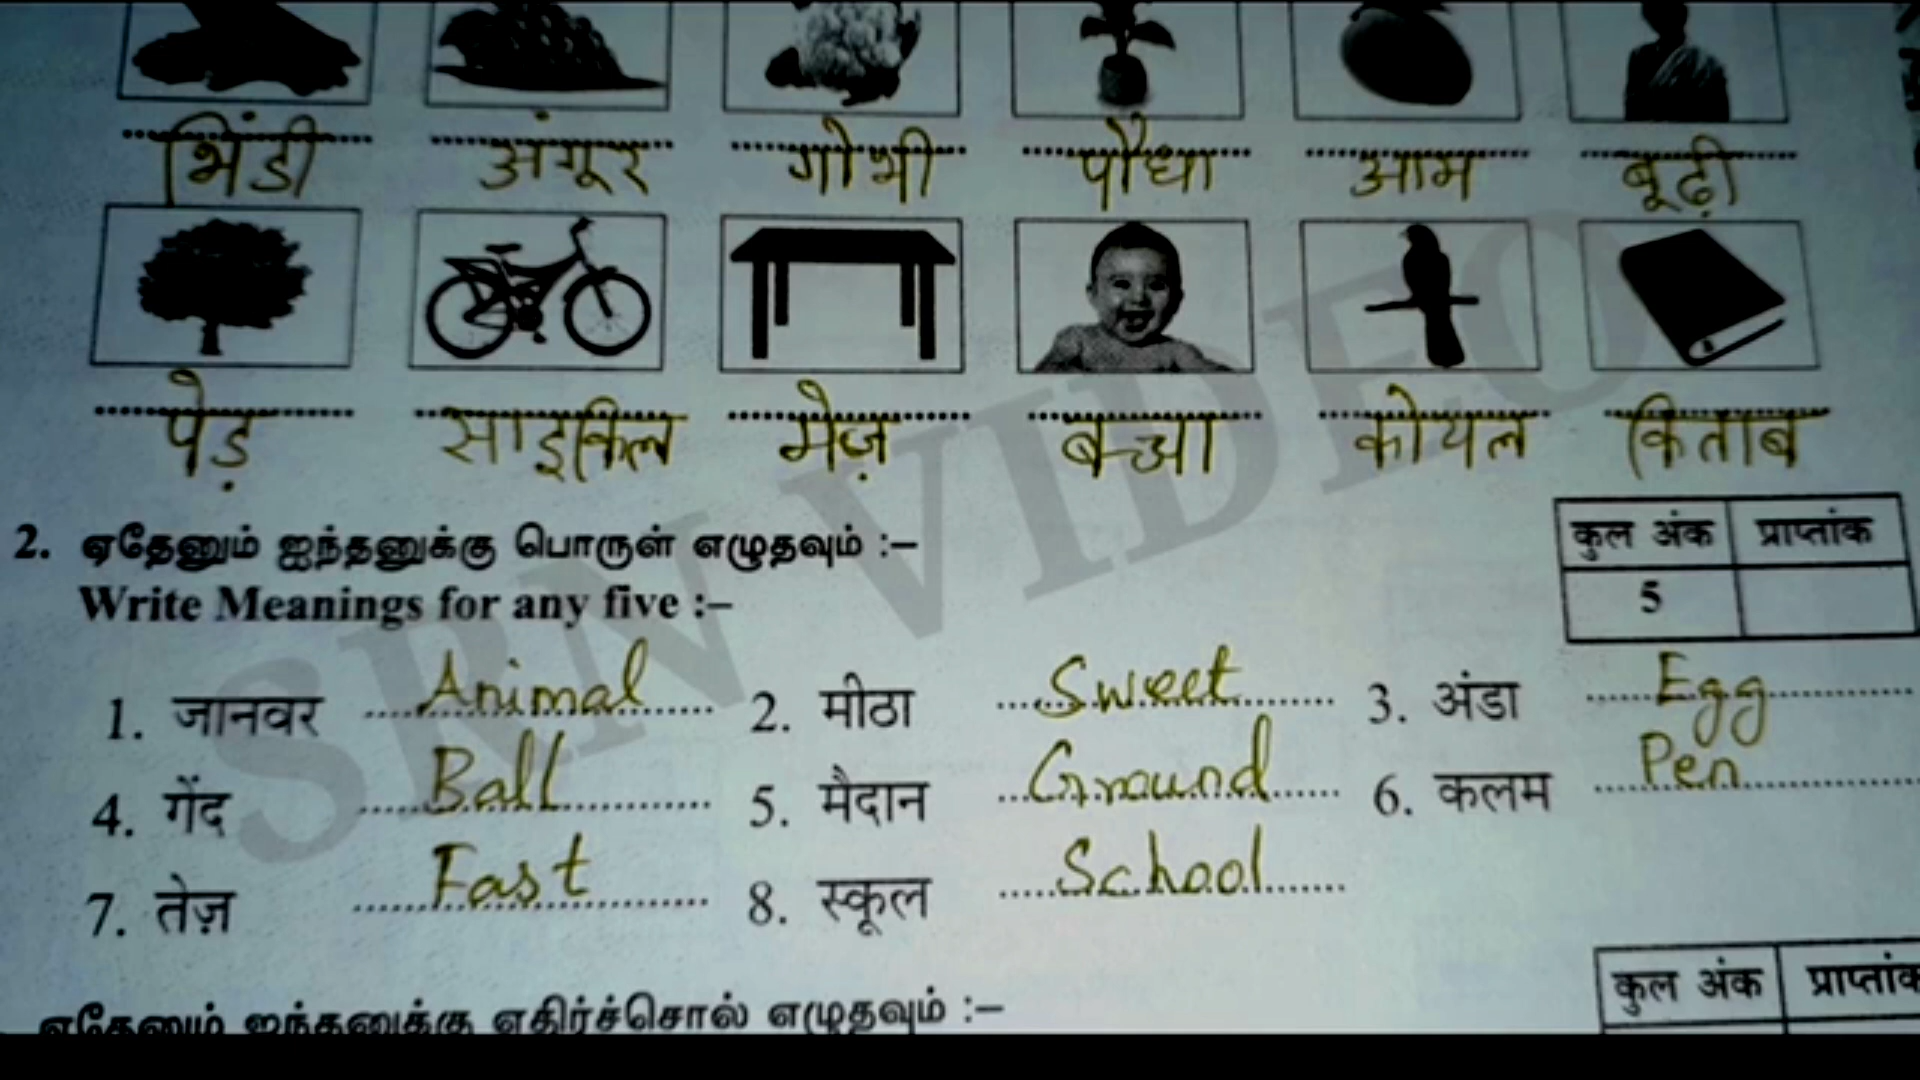 भिंडी अंगूर गोभी पौधा आम बूढ़ी
पेड़ साइकिल मेज़ बच्चा कोयल किताब
2. ஏதேனும் ஐந்தனுக்கு பொருள் எழுதவும் :–
Write Meanings for any five :–
कुल अंक प्राप्तांक
5
1. जानवर Animal 2. मीठा Sweet 3. अंडा Egg
4. गेंद Ball 5. मैदान Ground 6. कलम Pen
7. तेज़ Fast 8. स्कूल School
ஏதேனும் ஐந்தனுக்கு எதிர்ச்சொல் எழுதவும் :–
कुल अंक प्राप्तांक
SRN VIDEO